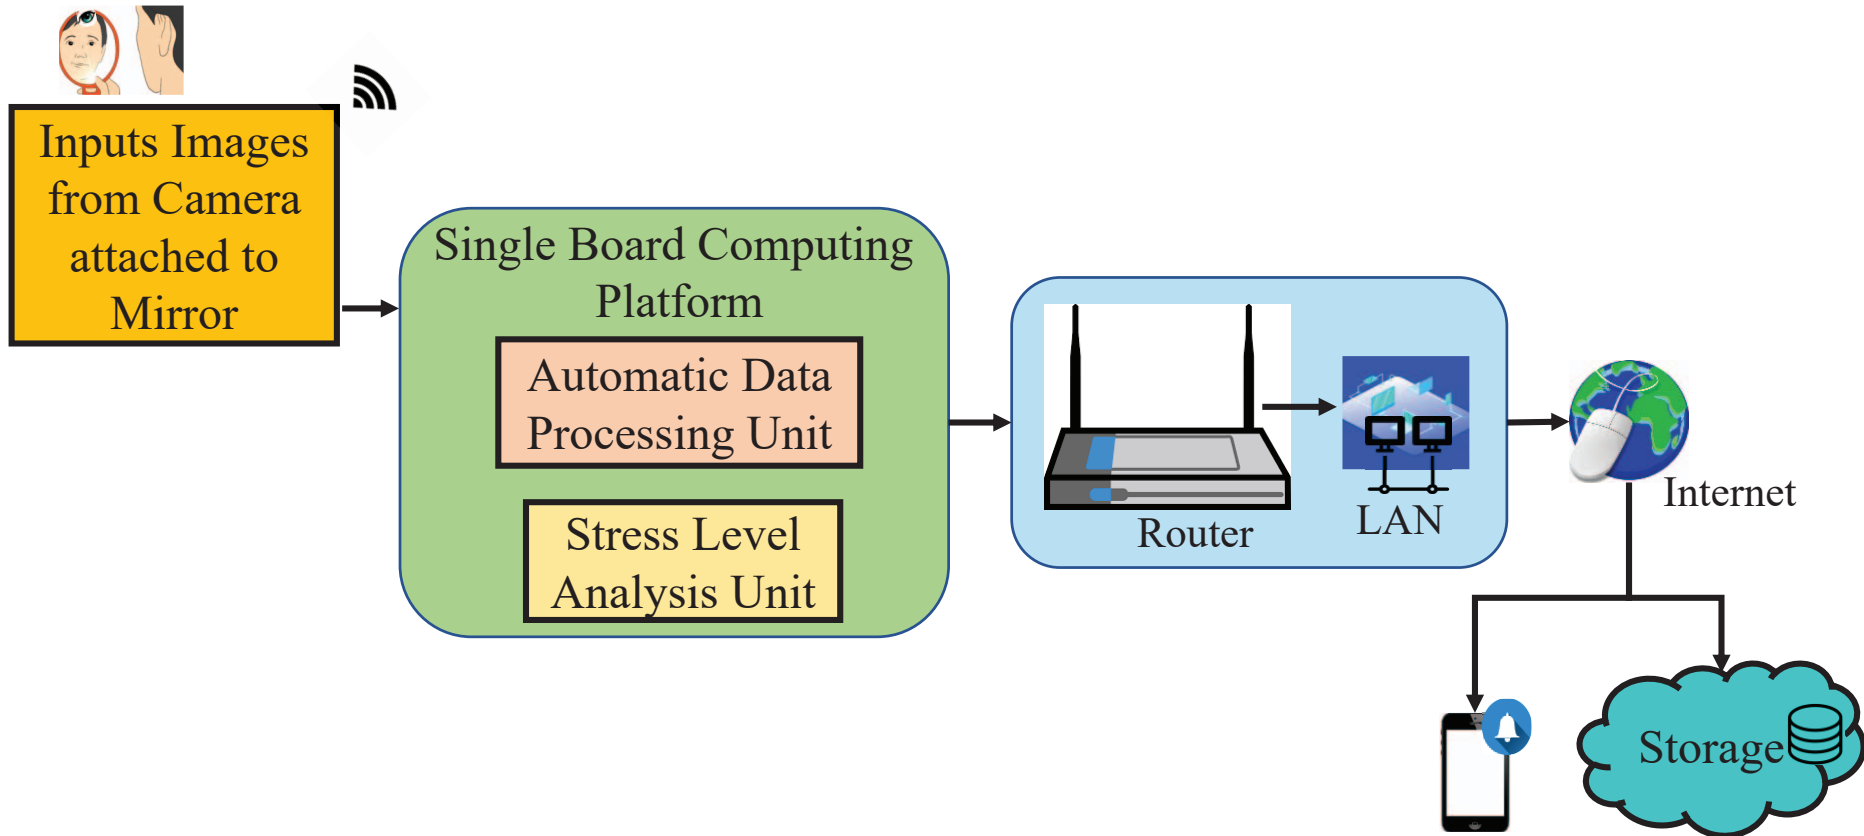 Inputs Images
from Camera
attached to
Mirror
Single Board Computing
Platform
Automatic Data
Processing Unit
Stress Level
Analysis Unit
Router
LAN
Internet
Storage